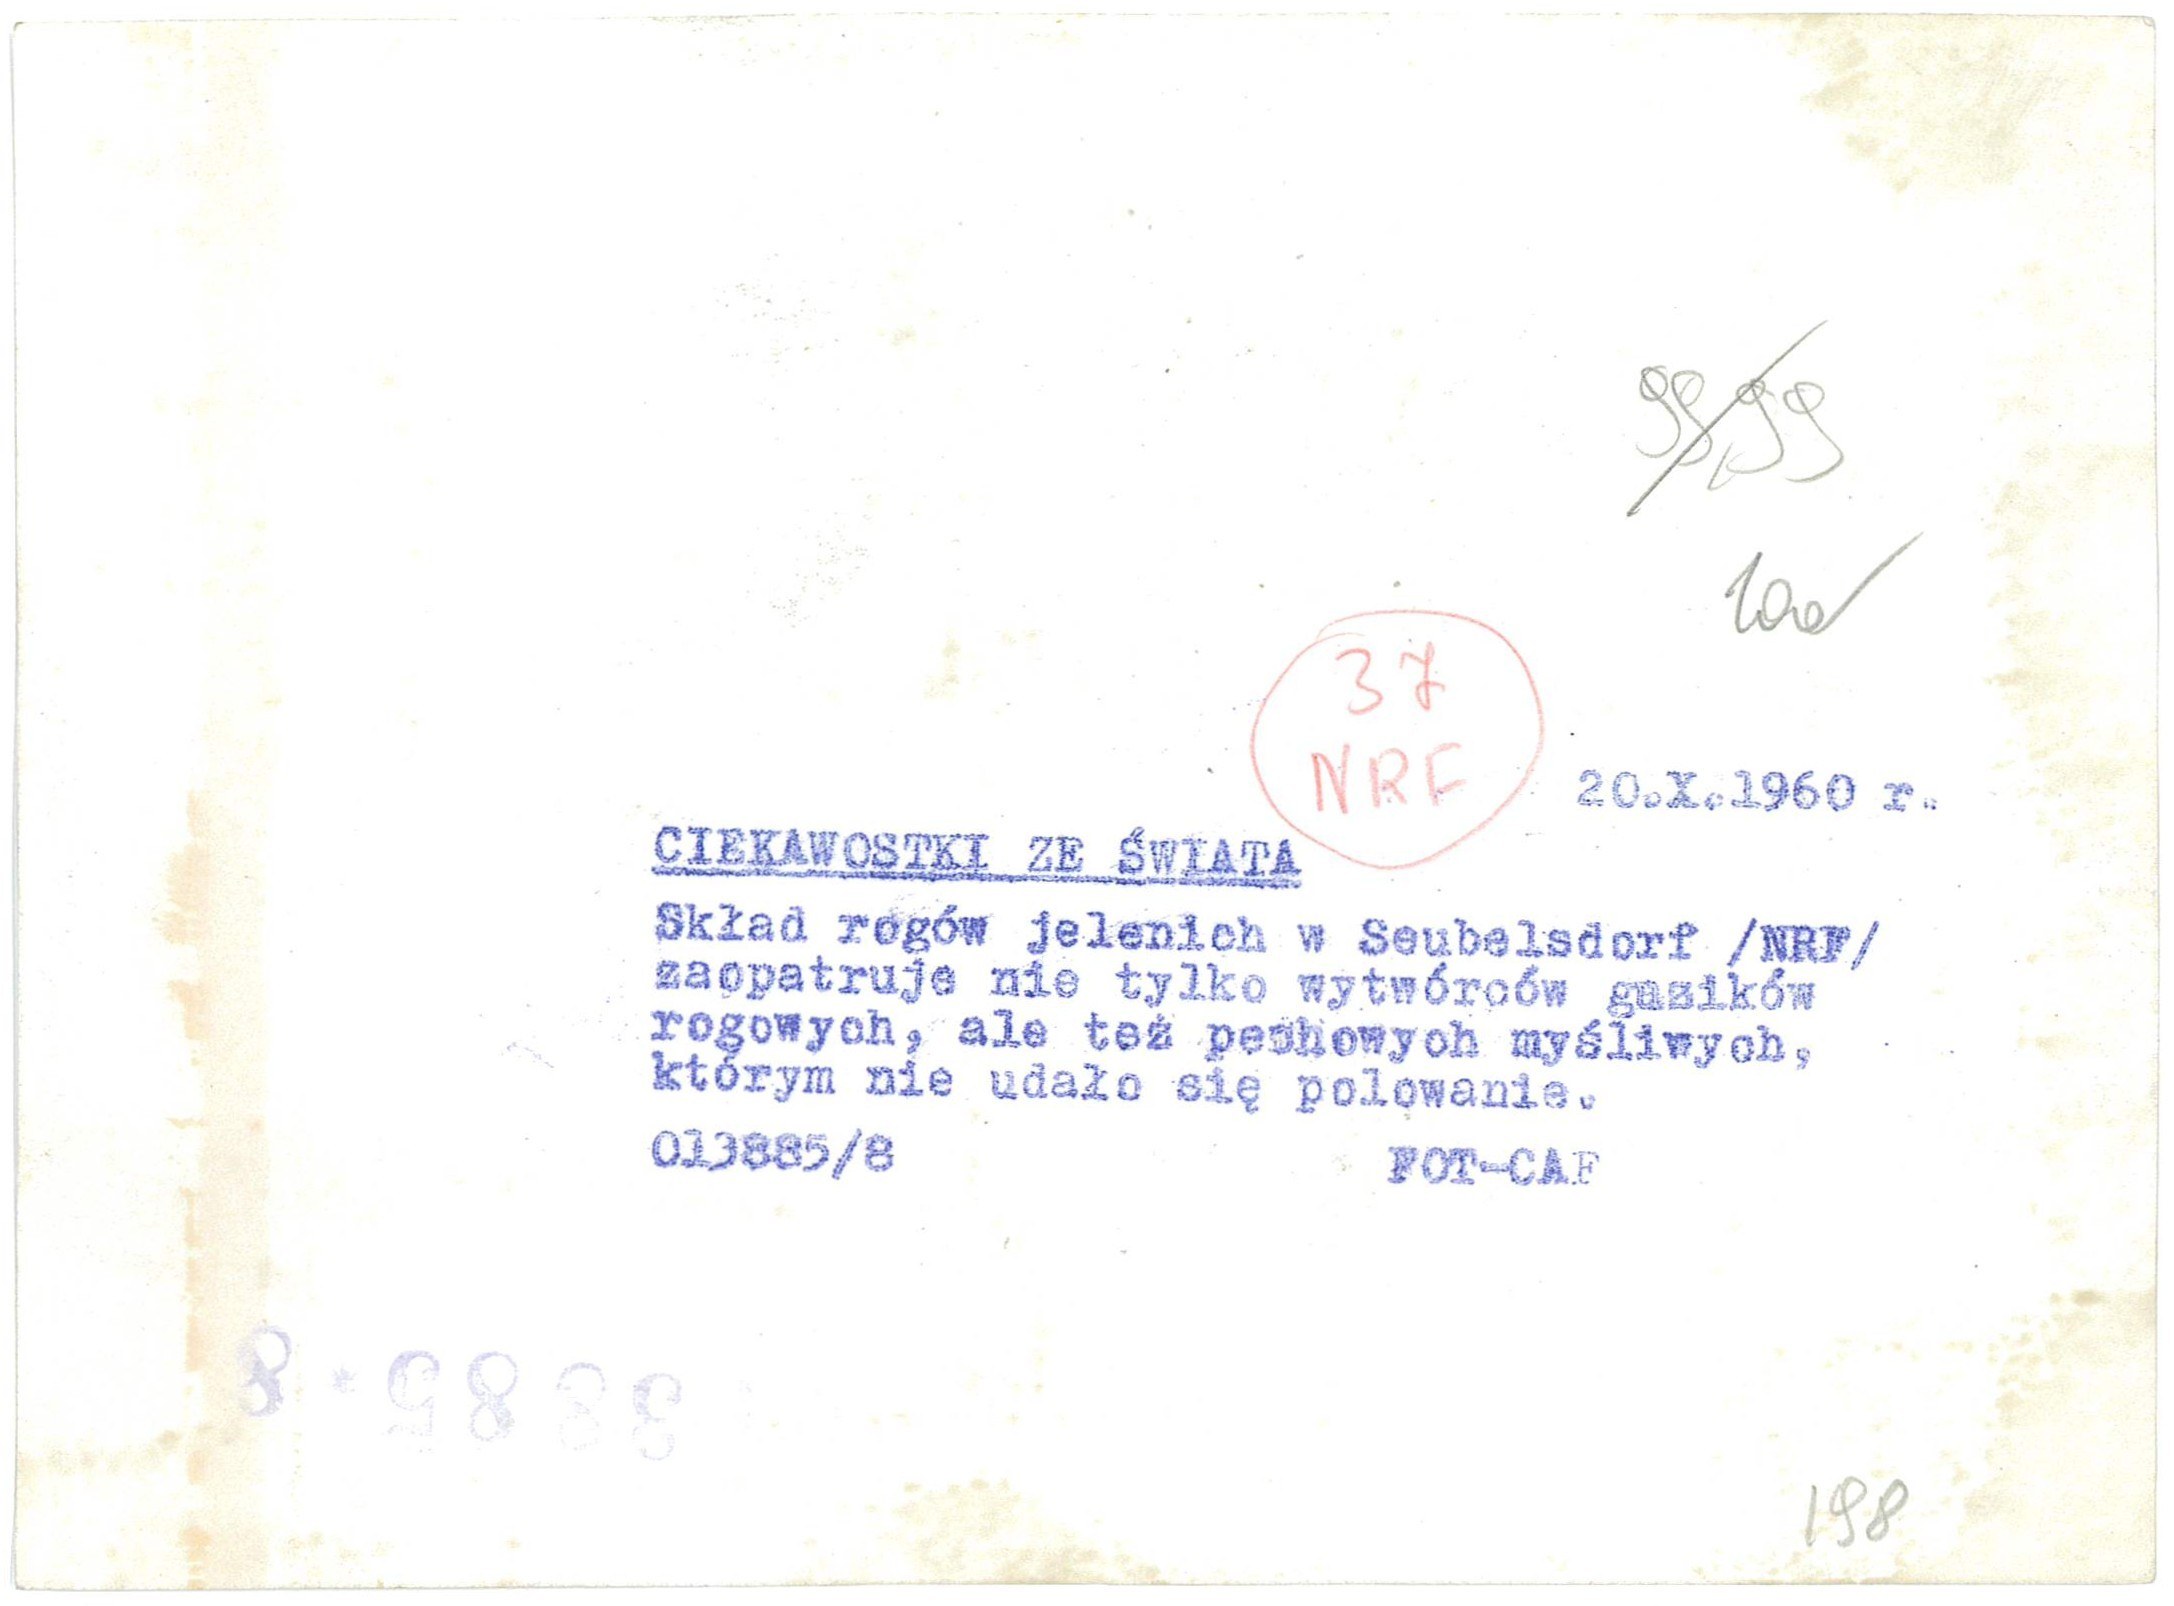 99,99
100
37
NRF
20.X.1960 r.
CIEKAWOSTKI ZE ŚWIATA
Skład rogów jelenich w Seubelsdorf /NRF/
zaopatruje nie tylko wytwórców guzików
rogowych, ale też pechowych myśliwych,
którym nie udało się polowanie.
013885/8
FOT-CAF
198